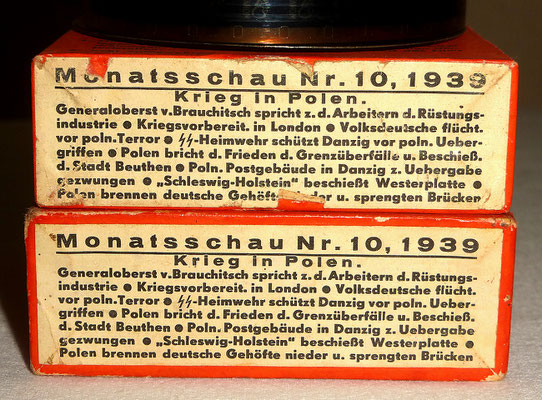 Monatsschau Nr. 10, 1939
Krieg in Polen.
Generaloberst v. Brauchitsch spricht z. d. Arbeitern d. Rüstungs-
industrie ● Kriegsvorbereit. in London ● Volksdeutsche flücht.
vor poln. Terror ● ᛋᛋ-Heimwehr schützt Danzig vor poln. Ueber-
griffen ● Polen bricht d. Frieden d. Grenzüberfälle u. Beschieß.
d. Stadt Beuthen ● Poln. Postgebäude in Danzig z. Uebergabe
gezwungen ● „Schleswig-Holstein" beschießt Westerplatte ●
Polen brennen deutsche Gehöfte nieder u. sprengten Brücken
Monatsschau Nr. 10, 1939
Krieg in Polen.
Generaloberst v. Brauchitsch spricht z. d. Arbeitern d. Rüstungs-
industrie ● Kriegsvorbereit. in London ● Volksdeutsche flücht.
vor poln. Terror ● ᛋᛋ-Heimwehr schützt Danzig vor poln. Ueber-
griffen ● Polen bricht d. Frieden d. Grenzüberfälle u. Beschieß.
d. Stadt Beuthen ● Poln. Postgebäude in Danzig z. Uebergabe
gezwungen ● „Schleswig-Holstein" beschießt Westerplatte ●
Polen brennen deutsche Gehöfte nieder u. sprengten Brücken